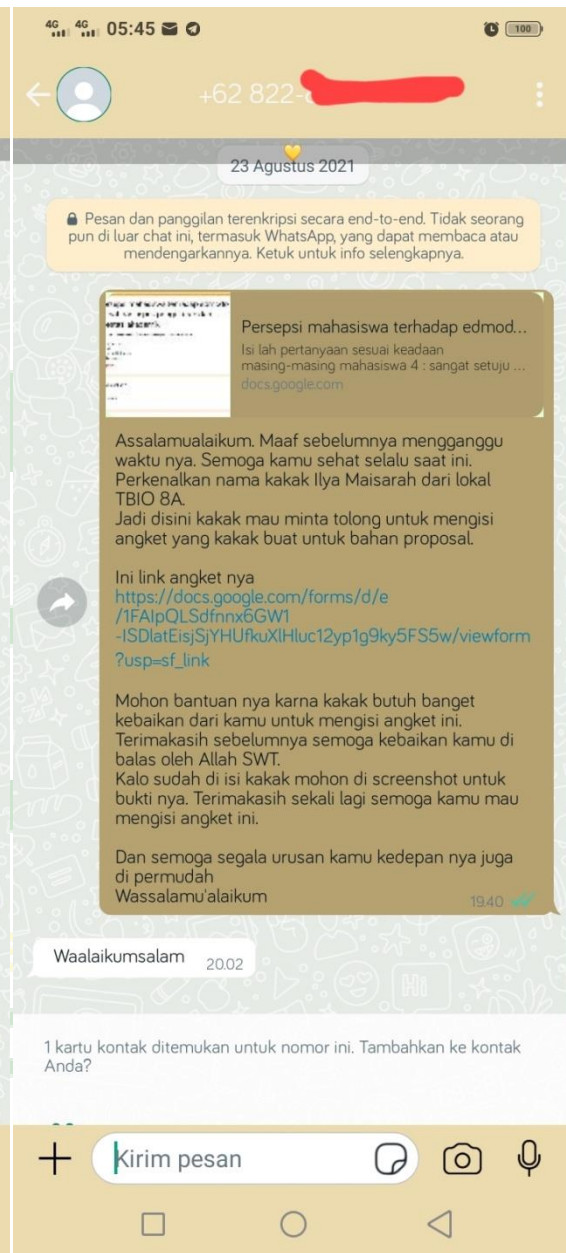 4G 4G 05:45
100
+62 822-
23 Agustus 2021
Pesan dan panggilan terenkripsi secara end-to-end. Tidak seorang
pun di luar chat ini, termasuk WhatsApp, yang dapat membaca atau
mendengarkannya. Ketuk untuk info selengkapnya.
Persepsi mahasiswa terhadap edmod...
Isi lah pertanyaan sesuai keadaan
masing-masing mahasiswa 4 : sangat setuju ...
docs.google.com
Assalamualaikum. Maaf sebelumnya mengganggu
waktu nya. Semoga kamu sehat selalu saat ini.
Perkenalkan nama kakak Ilya Maisarah dari lokal
TBIO 8A.
Jadi disini kakak mau minta tolong untuk mengisi
angket yang kakak buat untuk bahan proposal.
Ini link angket nya
https://docs.google.com/forms/d/e
/1FAIpQLSdfnnx6GW1
-ISDlatEisjSjYHUfkuXlHluc12yp1g9ky5FS5w/viewform
?usp=sf_link
Mohon bantuan nya karna kakak butuh banget
kebaikan dari kamu untuk mengisi angket ini.
Terimakasih sebelumnya semoga kebaikan kamu di
balas oleh Allah SWT.
Kalo sudah di isi kakak mohon di screenshot untuk
bukti nya. Terimakasih sekali lagi semoga kamu mau
mengisi angket ini.
Dan semoga segala urusan kamu kedepan nya juga
di permudah
Wassalamu'alaikum
19.40
Waalaikumsalam 20.02
1 kartu kontak ditemukan untuk nomor ini. Tambahkan ke kontak
Anda?
Kirim pesan